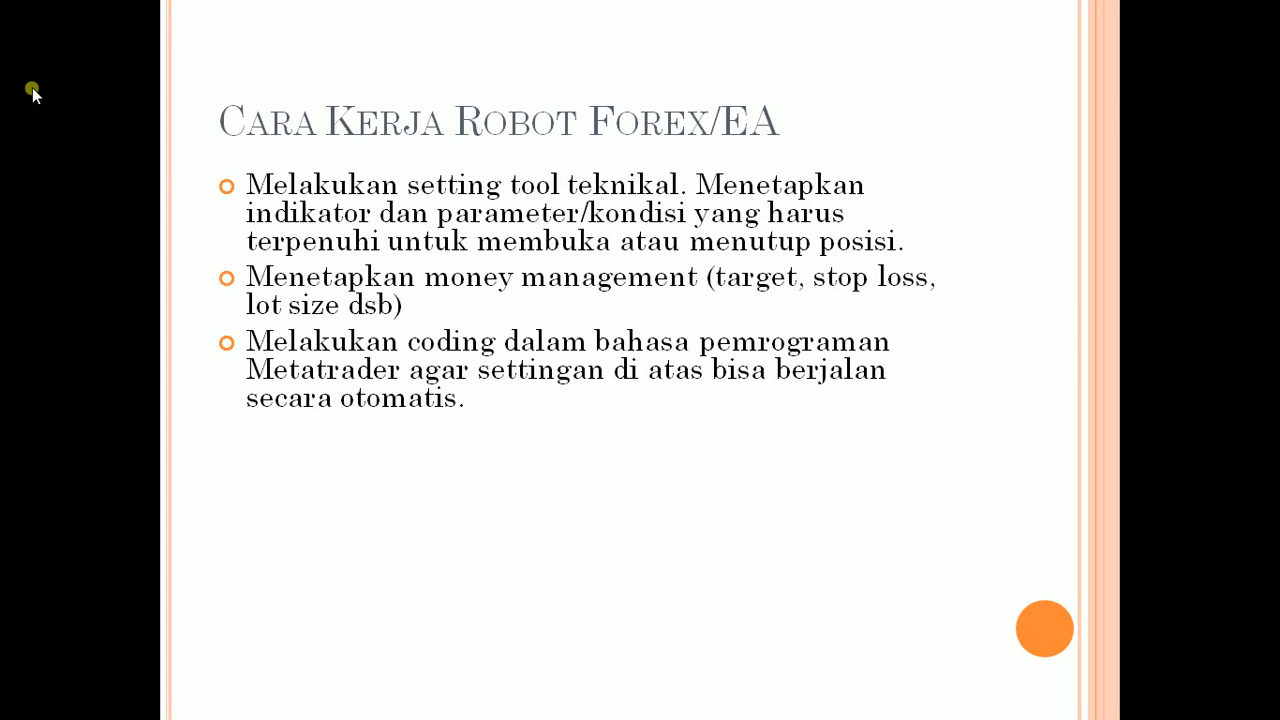 Cara Kerja Robot Forex/EA
Melakukan setting tool teknikal. Menetapkan
indikator dan parameter/kondisi yang harus
terpenuhi untuk membuka atau menutup posisi.
Menetapkan money management (target, stop loss,
lot size dsb)
Melakukan coding dalam bahasa pemrograman
Metatrader agar settingan di atas bisa berjalan
secara otomatis.